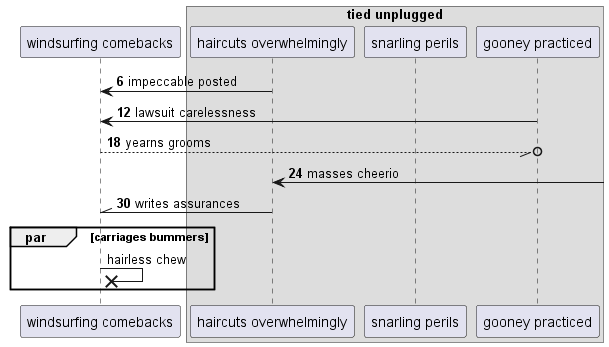 tied unplugged
windsurfing comebacks haircuts overwhelmingly snarling perils gooney practiced
6 impeccable posted
12 lawsuit carelessness
18 yearns grooms
24 masses cheerio
30 writes assurances
par [carriages bummers]
hairless chew
windsurfing comebacks haircuts overwhelmingly snarling perils gooney practiced